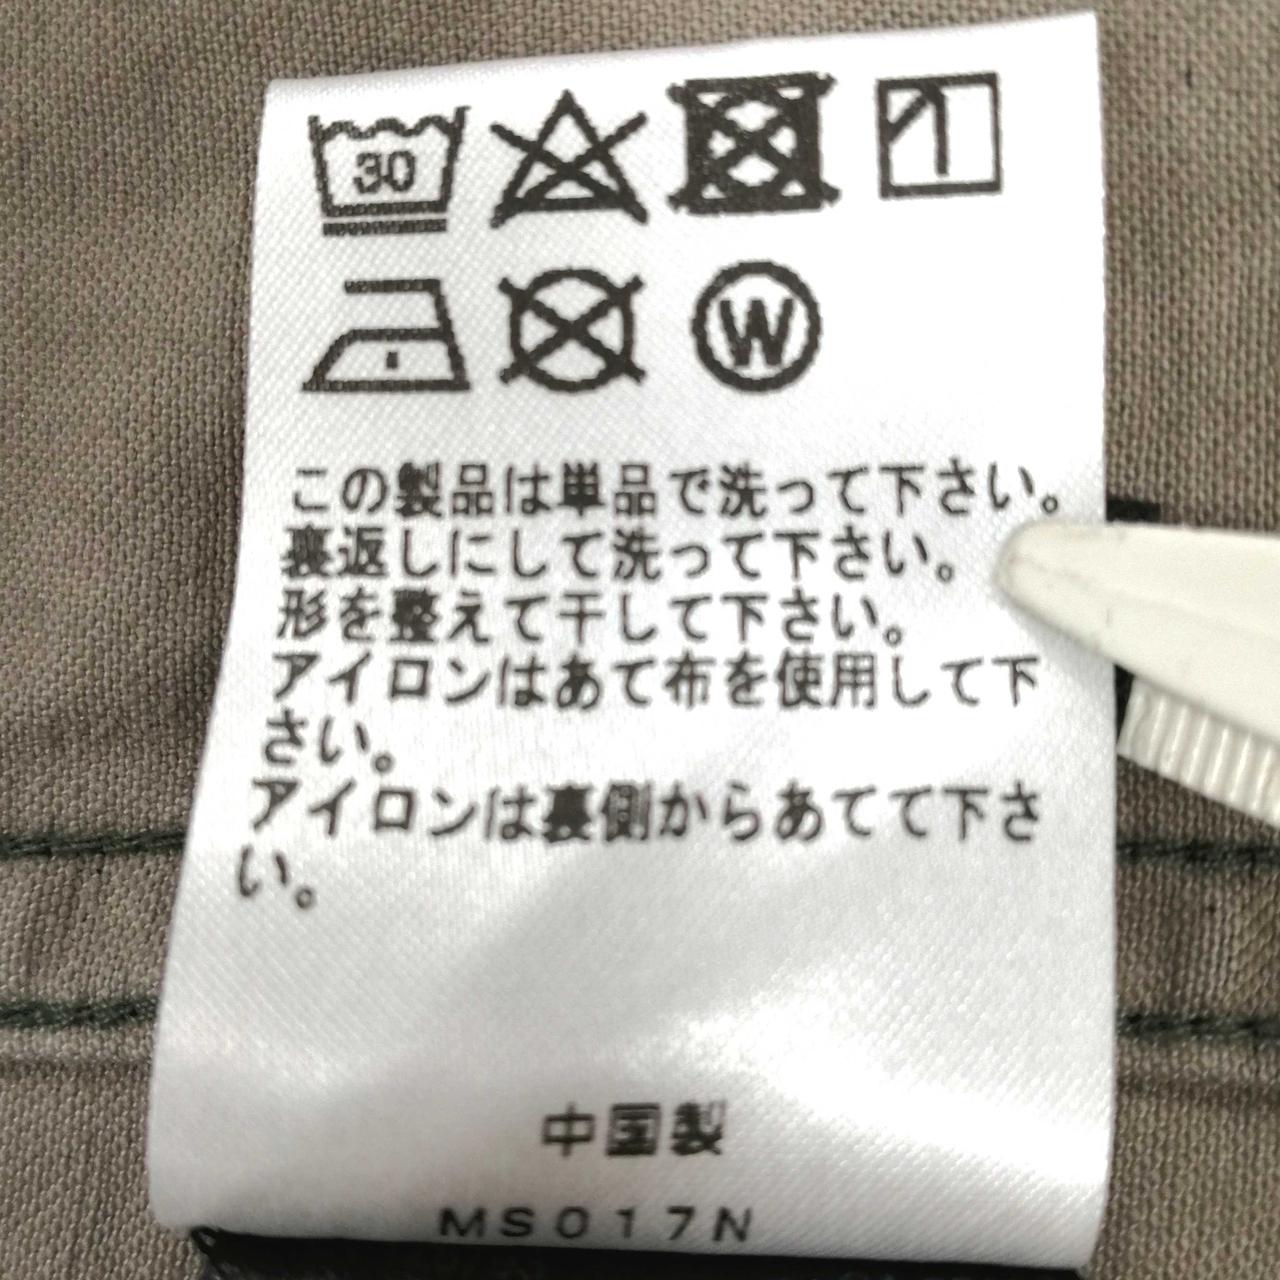 30
W
この製品は単品で洗って下さい。
裏返しにして洗って下さい。
形を整えて干して下さい。
アイロンはあて布を使用して下
さい。
アイロンは裏側からあてて下さ
い。
中国製
MS017N